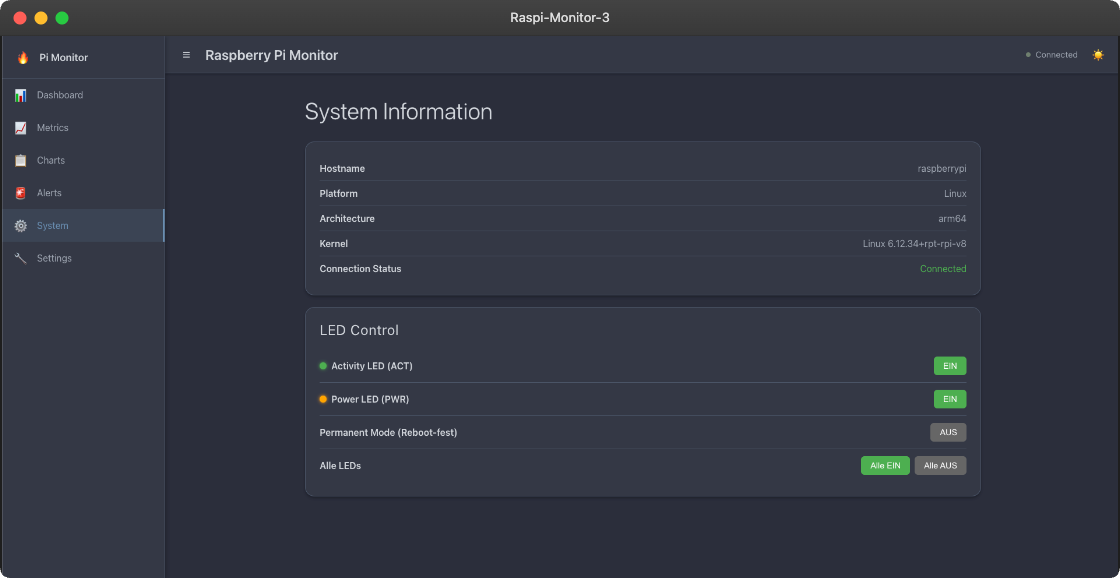 Raspi-Monitor-3
Pi Monitor
Raspberry Pi Monitor
Connected
Dashboard
Metrics
Charts
Alerts
System
Settings
System Information
Hostname raspberrypi
Platform Linux
Architecture arm64
Kernel Linux 6.12.34+rpt-rpi-v8
Connection Status Connected
LED Control
Activity LED (ACT) EIN
Power LED (PWR) EIN
Permanent Mode (Reboot-fest) AUS
Alle LEDs Alle EIN Alle AUS